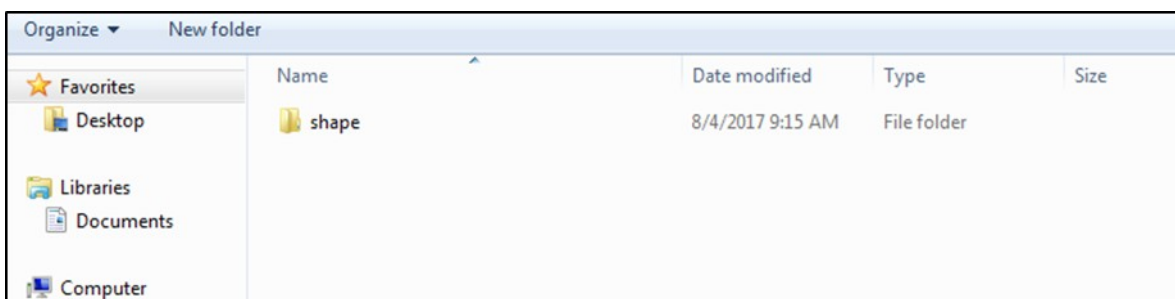 Organize New folder
Name Date modified Type Size
Favorites
Desktop
shape 8/4/2017 9:15 AM File folder
Libraries
Documents
Computer